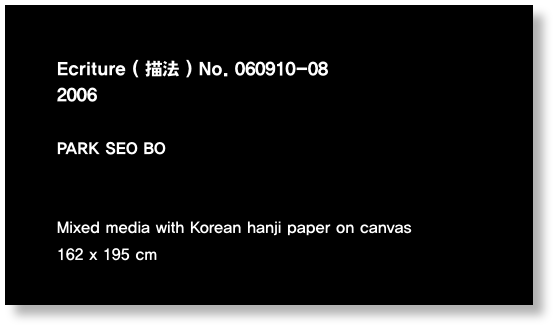 Ecriture ( 描法 ) No. 060910-08
2006
PARK SEO BO
Mixed media with Korean hanji paper on canvas
162 x 195 cm